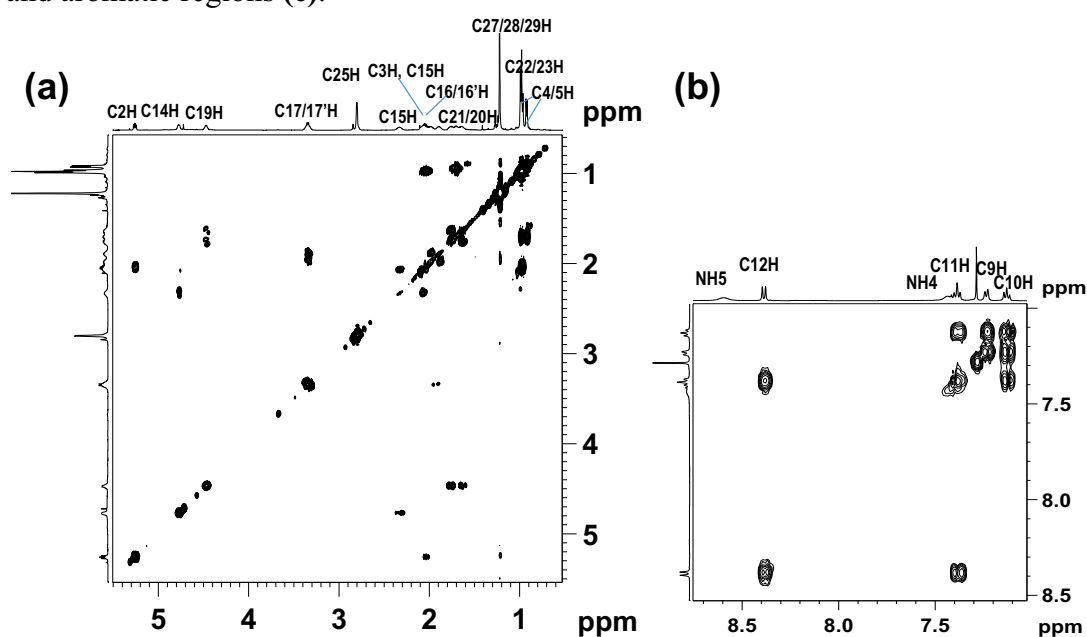 and aromatic regions (c).
C27/28/29H
(a)
C3H, C15H
C22/23H
C25H
C16/16'H
C4/5H
C2H C14H C19H
C17/17'H
C15H
C21/20H
ppm
1
2
3
4
5
5 4 3 2 1 ppm
(b)
NH5
C12H
NH4
C11H
C9H
C10H
ppm
7.5
8.0
8.5
8.5 8.0 7.5 ppm